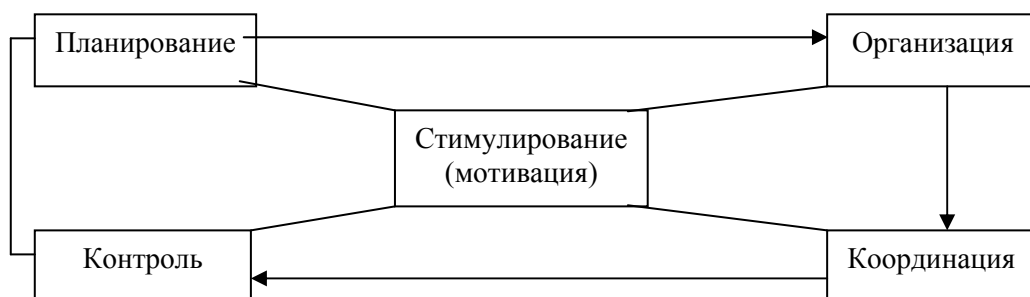 Планирование
Организация
Стимулирование
(мотивация)
Контроль
Координация